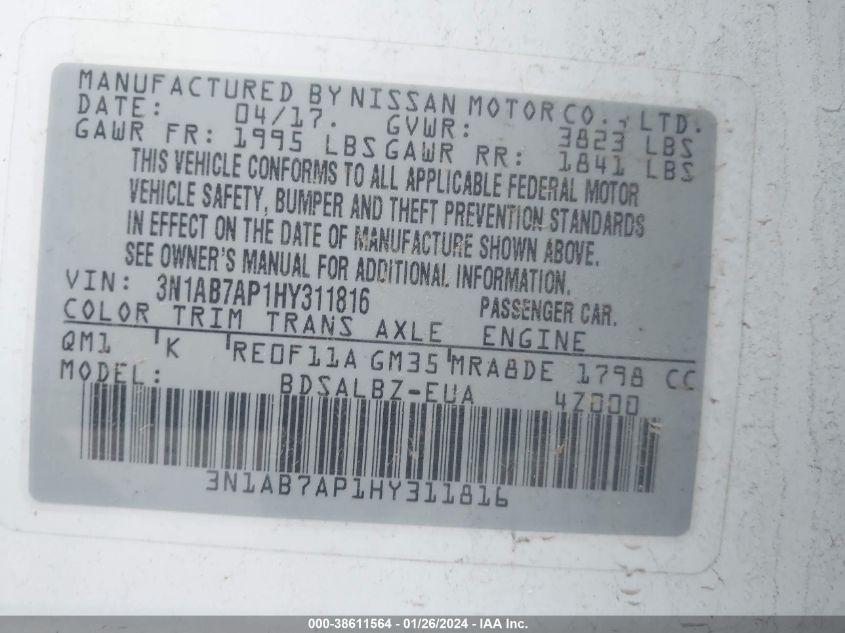 MANUFACTURED BY NISSAN MOTOR CO., LTD.
DATE: 04/17. GVWR: 3823 LBS
GAWR FR: 1995 LBS GAWR RR: 1841 LBS
THIS VEHICLE CONFORMS TO ALL APPLICABLE FEDERAL MOTOR
VEHICLE SAFETY, BUMPER AND THEFT PREVENTION STANDARDS
IN EFFECT ON THE DATE OF MANUFACTURE SHOWN ABOVE.
SEE OWNER'S MANUAL FOR ADDITIONAL INFORMATION.
VIN: 3N1AB7AP1HY311816 PASSENGER CAR.
COLOR TRIM TRANS AXLE ENGINE
QM1 K RE0F11A GM35 MRA8DE 1798 CC
MODEL: BDSALBZ-EUA 4Z000
3N1AB7AP1HY311816
000-38611564 | 01/26/2024 - IAA Inc.